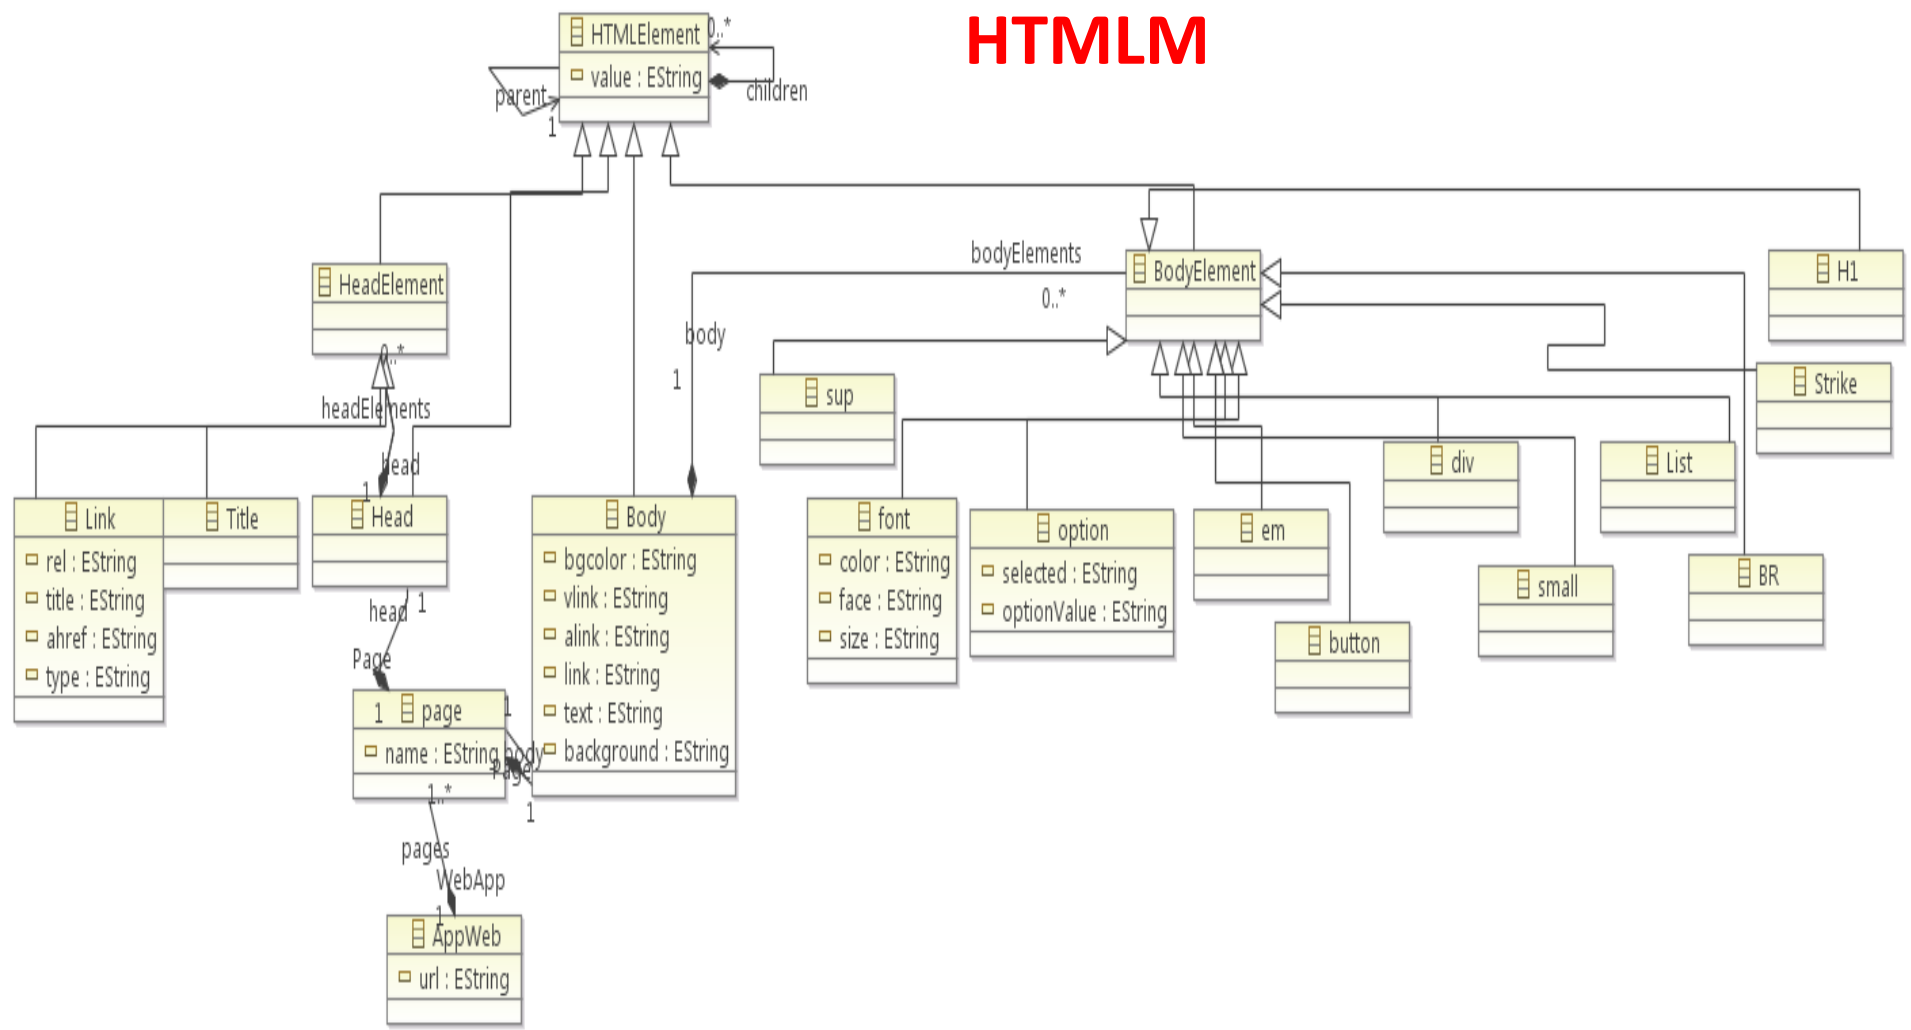 HTMLM
HTMLElement
0..*
value : EString
parent
1
children
HeadElement
0..*
headElements
head
1
bodyElements
0..*
BodyElement
body
1
H1
Strike
sup
Link
rel : EString
title : EString
ahref : EString
type : EString
Title
Head
head
1
Page
1
page
name : EString
1
body
Page
1
1..*
pages
WebApp
1
AppWeb
url : EString
Body
bgcolor : EString
vlink : EString
alink : EString
link : EString
text : EString
background : EString
font
color : EString
face : EString
size : EString
option
selected : EString
optionValue : EString
em
button
div
small
List
BR